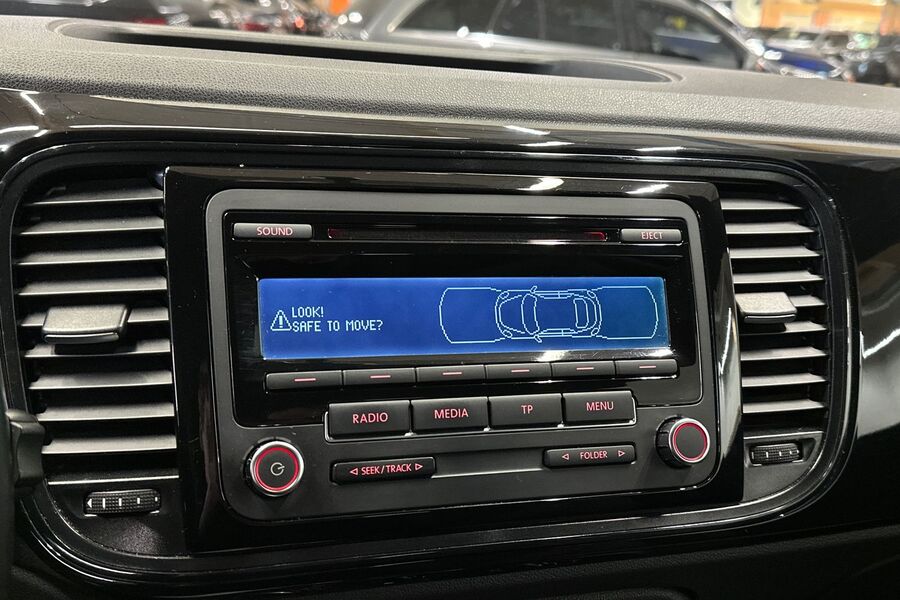 SOUND
EJECT
LOOK!
SAFE TO MOVE?
RADIO
MEDIA
TP
MENU
SEEK/TRACK
FOLDER